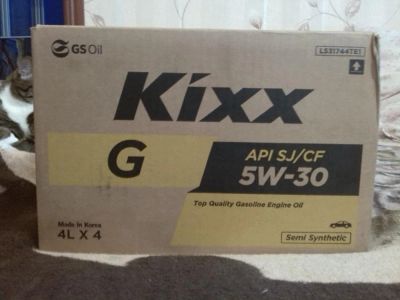 GS Oil
L531744TE1
Kixx
G
API SJ/CF
5W-30
Top Quality Gasoline Engine Oil
Made in Korea
4L X 4
Semi Synthetic